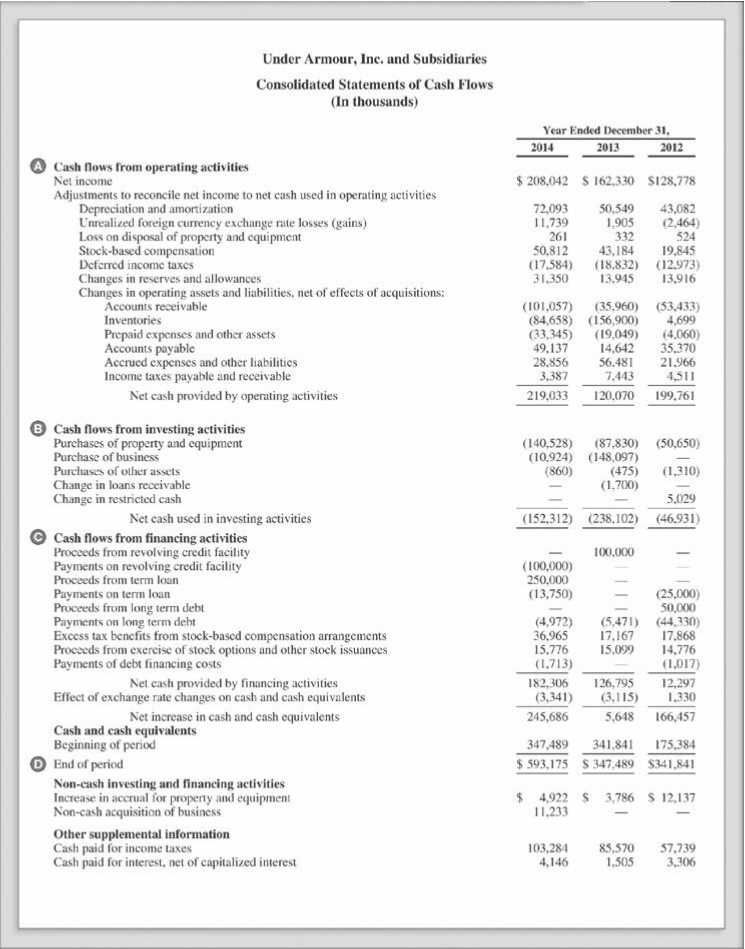 Under Armour, Inc. and Subsidiaries
Consolidated Statements of Cash Flows
(In thousands)
Year Ended December 31,
2014 2013 2012
A Cash flows from operating activities
Net income $ 208,042 $ 162,330 $128,778
Adjustments to reconcile net income to net cash used in operating activities
Depreciation and amortization 72,093 50,549 43,082
Unrealized foreign currency exchange rate losses (gains) 11,739 1,905 (2,464)
Loss on disposal of property and equipment 261 332 524
Stock-based compensation 50,812 43,184 19,845
Deferred income taxes (17,584) (18,832) (12,973)
Changes in reserves and allowances 31,350 13,945 13,916
Changes in operating assets and liabilities, net of effects of acquisitions:
Accounts receivable (101,057) (35,960) (53,433)
Inventories (84,658) (156,900) 4,699
Prepaid expenses and other assets (33,345) (19,049) (4,060)
Accounts payable 49,137 14,642 35,370
Accrued expenses and other liabilities 28,856 56,481 21,966
Income taxes payable and receivable 3,387 7,443 4,511
Net cash provided by operating activities 219,033 120,070 199,761
B Cash flows from investing activities
Purchases of property and equipment (140,528) (87,830) (50,650)
Purchase of business (10,924) (148,097) —
Purchases of other assets (860) (475) (1,310)
Change in loans receivable — (1,700) —
Change in restricted cash — — 5,029
Net cash used in investing activities (152,312) (238,102) (46,931)
C Cash flows from financing activities
Proceeds from revolving credit facility — 100,000 —
Payments on revolving credit facility (100,000) — —
Proceeds from term loan 250,000 — —
Payments on term loan (13,750) — (25,000)
Proceeds from long term debt — — 50,000
Payments on long term debt (4,972) (5,471) (44,330)
Excess tax benefits from stock-based compensation arrangements 36,965 17,167 17,868
Proceeds from exercise of stock options and other stock issuances 15,776 15,099 14,776
Payments of debt financing costs (1,713) — (1,017)
Net cash provided by financing activities 182,306 126,795 12,297
Effect of exchange rate changes on cash and cash equivalents (3,341) (3,115) 1,330
Net increase in cash and cash equivalents 245,686 5,648 166,457
Cash and cash equivalents
Beginning of period 347,489 341,841 175,384
D End of period $ 593,175 $ 347,489 $341,841
Non-cash investing and financing activities
Increase in accrual for property and equipment $ 4,922 $ 3,786 $ 12,137
Non-cash acquisition of business 11,233 — —
Other supplemental information
Cash paid for income taxes 103,284 85,570 57,739
Cash paid for interest, net of capitalized interest 4,146 1,505 3,306